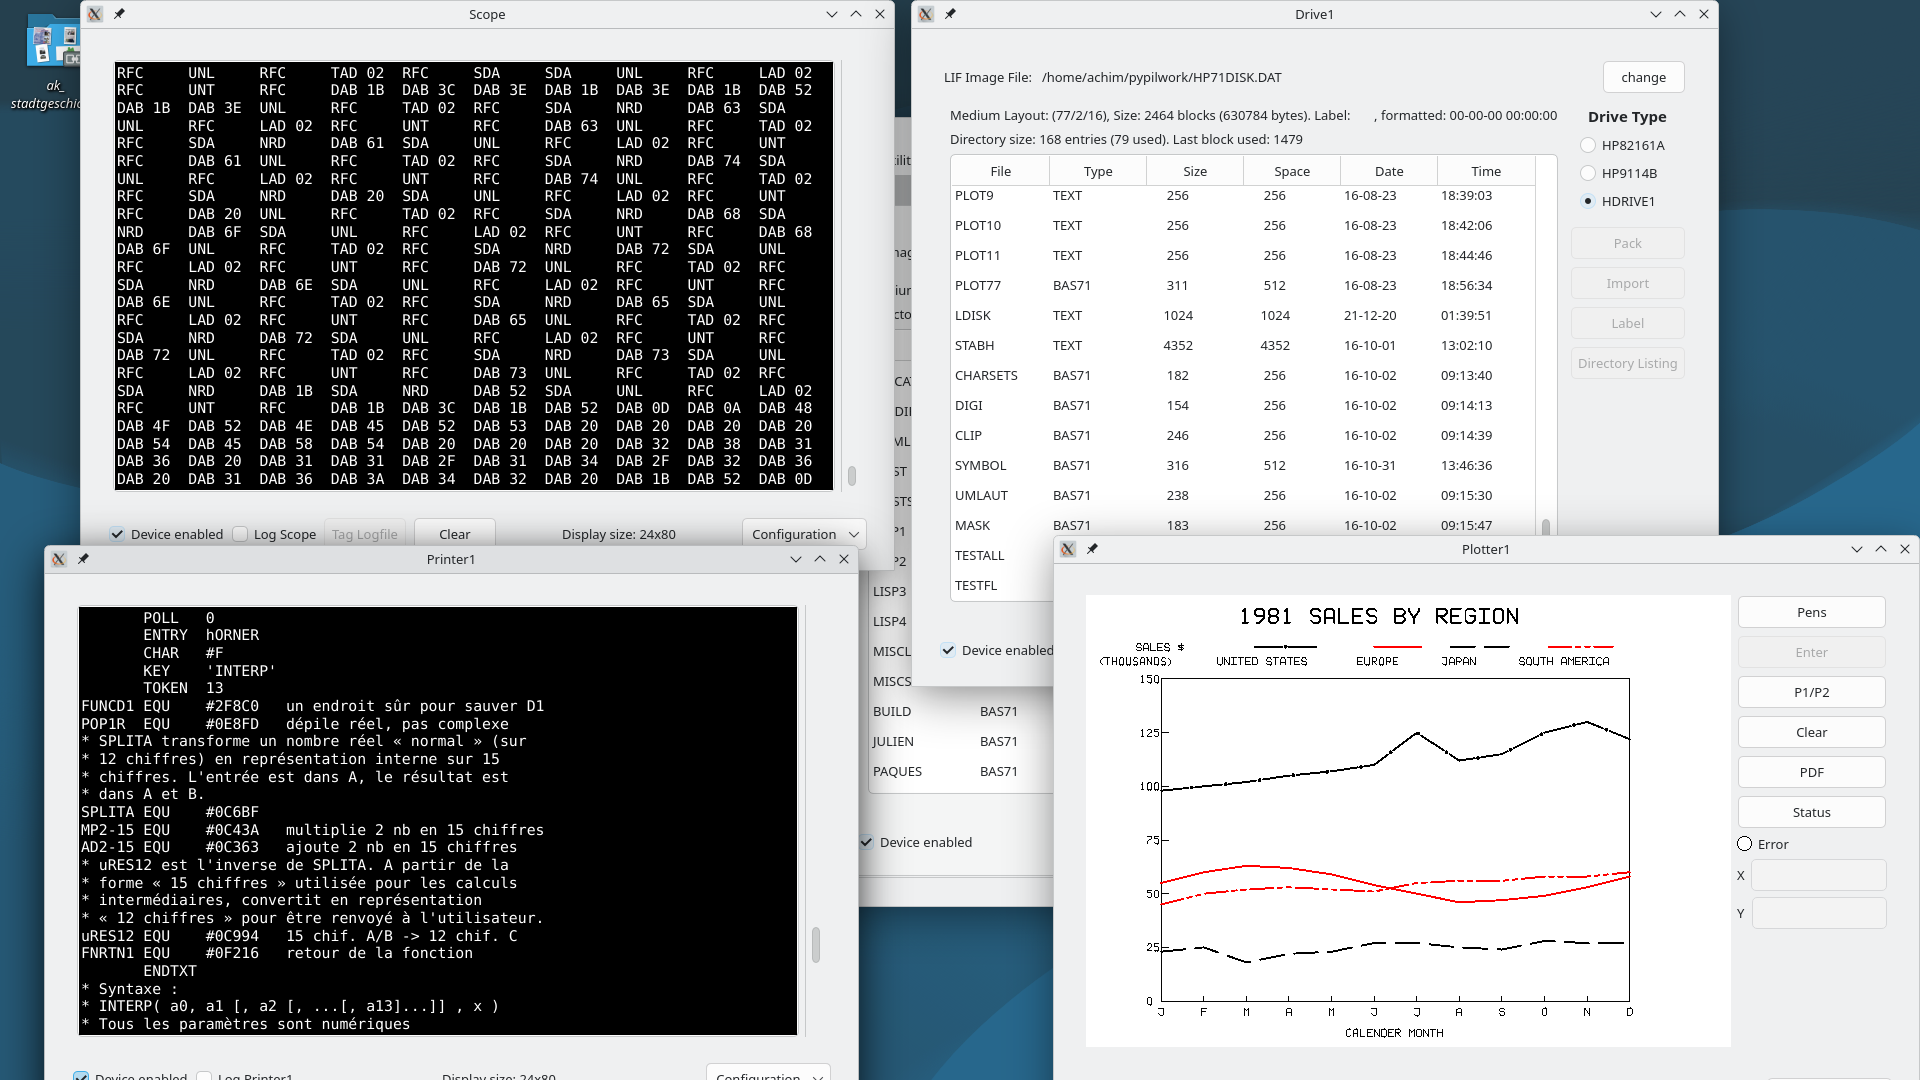 ak_
stadtgeschic
Scope
RFC UNL RFC TAD 02 RFC SDA SDA UNL RFC LAD 02
RFC UNT RFC DAB 1B DAB 3C DAB 3E DAB 1B DAB 3E DAB 1B DAB 52
DAB 1B DAB 3E UNL RFC TAD 02 RFC SDA NRD DAB 63 SDA
UNL RFC LAD 02 RFC UNT RFC DAB 63 UNL RFC TAD 02
RFC SDA NRD DAB 61 SDA UNL RFC LAD 02 RFC UNT
RFC DAB 61 UNL RFC TAD 02 RFC SDA NRD DAB 74 SDA
UNL RFC LAD 02 RFC UNT RFC DAB 74 UNL RFC TAD 02
RFC SDA NRD DAB 20 SDA UNL RFC LAD 02 RFC UNT
RFC DAB 20 UNL RFC TAD 02 RFC SDA NRD DAB 68 SDA
NRD DAB 6F SDA UNL RFC LAD 02 RFC UNT RFC DAB 68
DAB 6F UNL RFC TAD 02 RFC SDA NRD DAB 72 SDA UNL
RFC LAD 02 RFC UNT RFC DAB 72 UNL RFC TAD 02 RFC
SDA NRD DAB 6E SDA UNL RFC LAD 02 RFC UNT RFC
DAB 6E UNL RFC TAD 02 RFC SDA NRD DAB 65 SDA UNL
RFC LAD 02 RFC UNT RFC DAB 65 UNL RFC TAD 02 RFC
SDA NRD DAB 72 SDA UNL RFC LAD 02 RFC UNT RFC
DAB 72 UNL RFC TAD 02 RFC SDA NRD DAB 73 SDA UNL
RFC LAD 02 RFC UNT RFC DAB 73 UNL RFC TAD 02 RFC
SDA NRD DAB 1B SDA NRD DAB 52 SDA UNL RFC LAD 02
RFC UNT RFC DAB 1B DAB 3C DAB 1B DAB 52 DAB 0D DAB 0A DAB 48
DAB 4F DAB 52 DAB 4E DAB 45 DAB 52 DAB 53 DAB 20 DAB 20 DAB 20 DAB 20
DAB 54 DAB 45 DAB 58 DAB 54 DAB 20 DAB 20 DAB 20 DAB 32 DAB 38 DAB 31
DAB 36 DAB 20 DAB 31 DAB 31 DAB 2F DAB 31 DAB 34 DAB 2F DAB 32 DAB 36
DAB 20 DAB 31 DAB 36 DAB 3A DAB 34 DAB 32 DAB 20 DAB 1B DAB 52 DAB 0D
Device enabled Log Scope Tag Logfile Clear Display size: 24x80 Configuration
Drive1
LIF Image File: /home/achim/pypilwork/HP71DISK.DAT change
Medium Layout: (77/2/16), Size: 2464 blocks (630784 bytes). Label: , formatted: 00-00-00 00:00:00
Directory size: 168 entries (79 used). Last block used: 1479
File Type Size Space Date Time
PLOT9 TEXT 256 256 16-08-23 18:39:03
PLOT10 TEXT 256 256 16-08-23 18:42:06
PLOT11 TEXT 256 256 16-08-23 18:44:46
PLOT77 BAS71 311 512 16-08-23 18:56:34
LDISK TEXT 1024 1024 21-12-20 01:39:51
STABH TEXT 4352 4352 16-10-01 13:02:10
CHARSETS BAS71 182 256 16-10-02 09:13:40
DIGI BAS71 154 256 16-10-02 09:14:13
CLIP BAS71 246 256 16-10-02 09:14:39
SYMBOL BAS71 316 512 16-10-31 13:46:36
UMLAUT BAS71 238 256 16-10-02 09:15:30
MASK BAS71 183 256 16-10-02 09:15:47
TESTALL
TESTFL
Device enabled
Drive Type
HP82161A
HP9114B
HDRIVE1
Pack
Import
Label
Directory Listing
LISP3
LISP4
MISCL
MISCS
BUILD BAS71
JULIEN BAS71
PAQUES BAS71
Device enabled
Printer1
POLL 0
ENTRY hORNER
CHAR #F
KEY 'INTERP'
TOKEN 13
FUNCD1 EQU #2F8C0 un endroit sûr pour sauver D1
POP1R EQU #0E8FD dépile réel, pas complexe
* SPLITA transforme un nombre réel « normal » (sur
* 12 chiffres) en représentation interne sur 15
* chiffres. L'entrée est dans A, le résultat est
* dans A et B.
SPLITA EQU #0C6BF
MP2-15 EQU #0C43A multiplie 2 nb en 15 chiffres
AD2-15 EQU #0C363 ajoute 2 nb en 15 chiffres
* uRES12 est l'inverse de SPLITA. A partir de la
* forme « 15 chiffres » utilisée pour les calculs
* intermédiaires, convertit en représentation
* « 12 chiffres » pour être renvoyé à l'utilisateur.
uRES12 EQU #0C994 15 chif. A/B -> 12 chif. C
FNRTN1 EQU #0F216 retour de la fonction
ENDTXT
* Syntaxe :
* INTERP( a0, a1 [, a2 [, ...[, a13]...]] , x )
* Tous les paramètres sont numériques
Device enabled Log Printer1 Display size: 24x80 Configuration
Plotter1
1981 SALES BY REGION
SALES $
(THOUSANDS) UNITED STATES EUROPE JAPAN SOUTH AMERICA
150
125
100
75
50
25
0
J F M A M J J A S O N D
CALENDER MONTH
Pens
Enter
P1/P2
Clear
PDF
Status
Error
X
Y